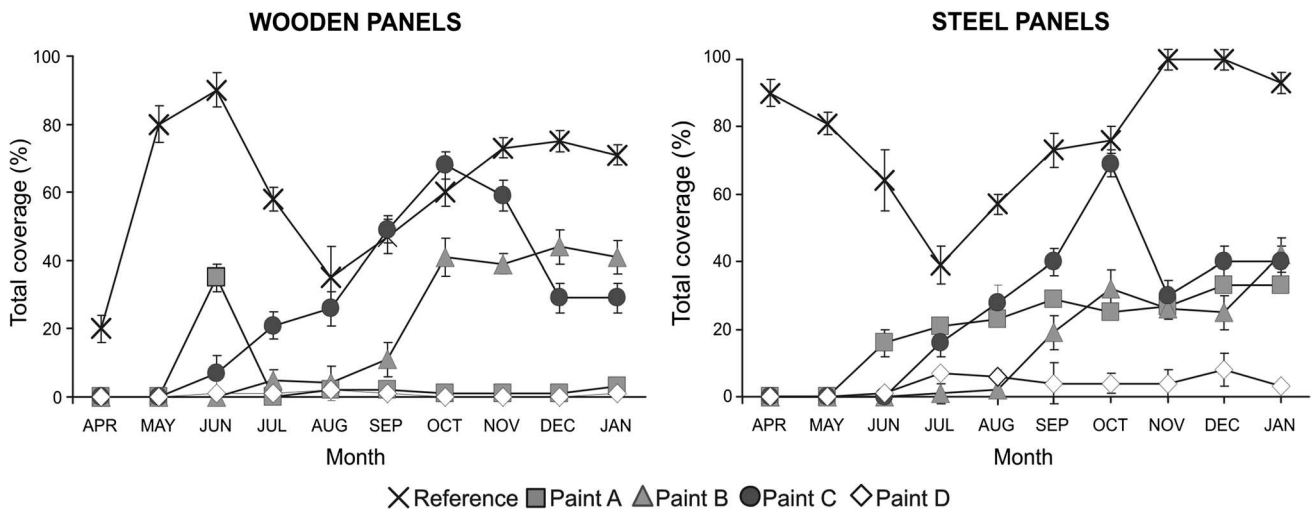 WOODEN PANELS
100
80
60
40
20
0
Total coverage (%)
APR MAY JUN JUL AUG SEP OCT NOV DEC JAN
Month
STEEL PANELS
100
80
60
40
20
0
Total coverage (%)
APR MAY JUN JUL AUG SEP OCT NOV DEC JAN
Month
Reference Paint A Paint B Paint C Paint D